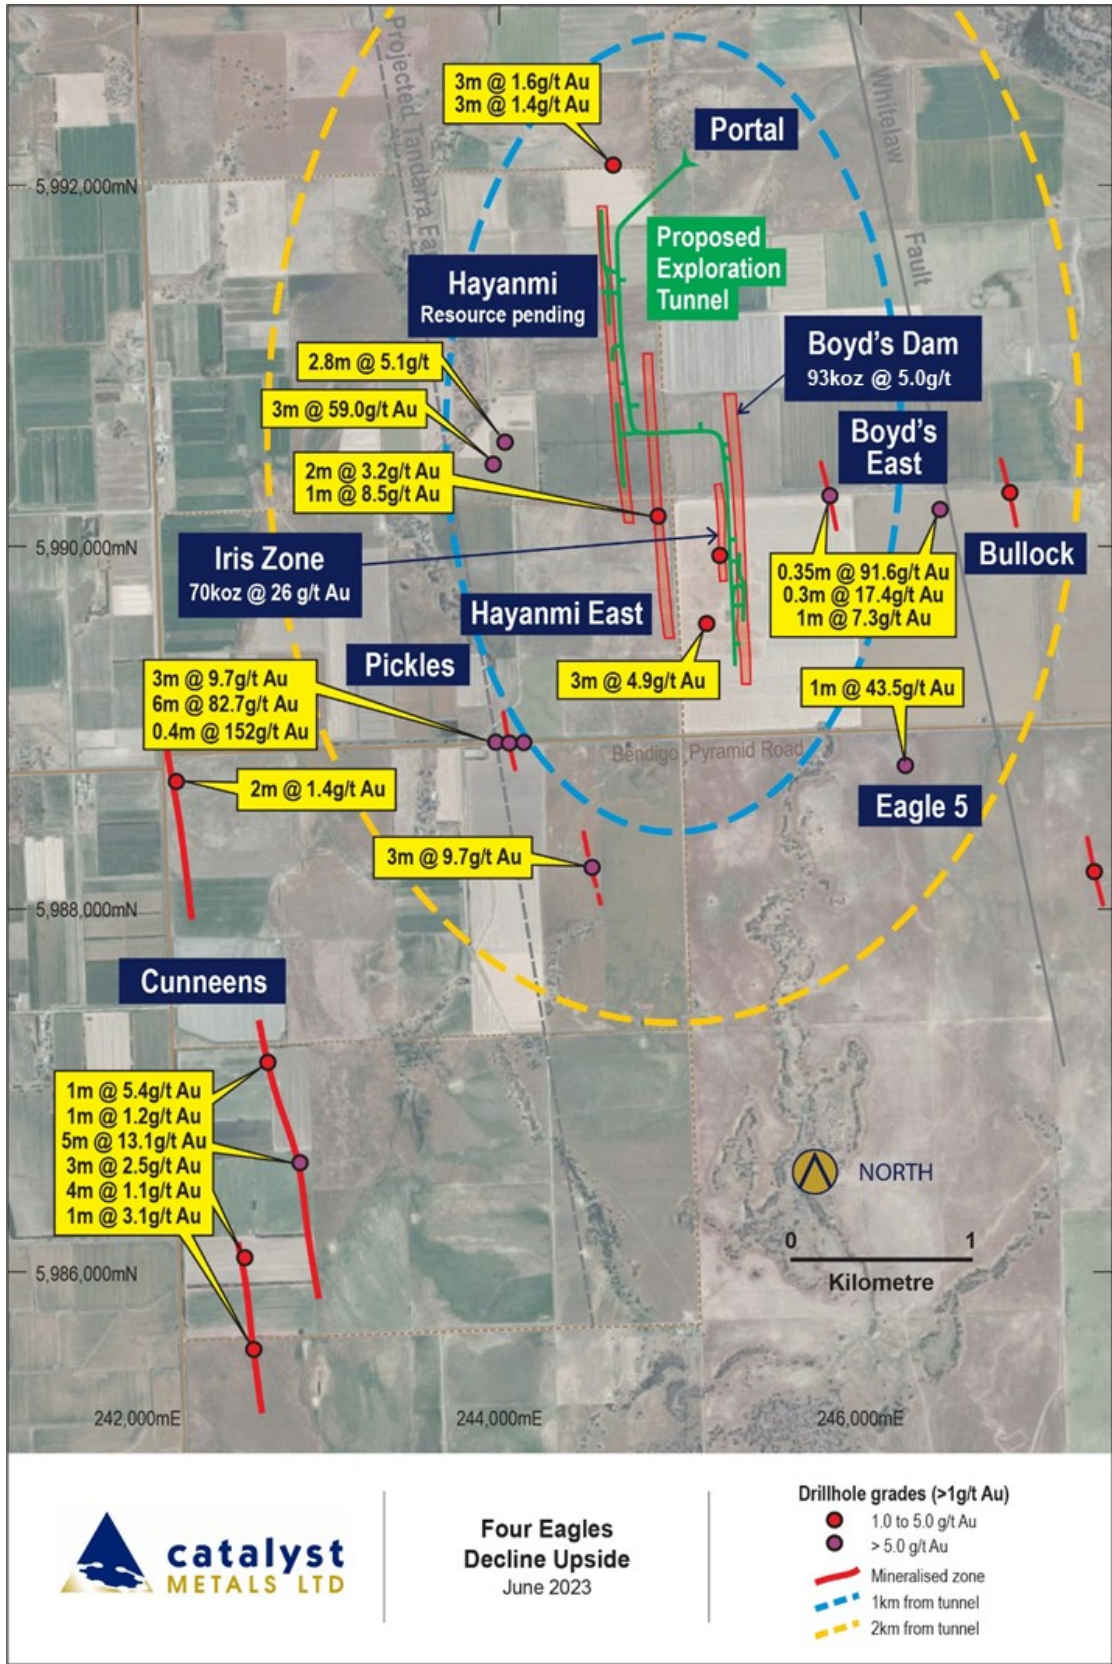 3m @ 1.6g/t Au
3m @ 1.4g/t Au
Portal
Projected Tandarra Ea
Whitelaw
Fault
5,992,000mN
Proposed
Exploration
Tunnel
Hayanmi
Resource pending
Boyd's Dam
93koz @ 5.0g/t
2.8m @ 5.1g/t
3m @ 59.0g/t Au
2m @ 3.2g/t Au
1m @ 8.5g/t Au
Boyd's
East
5,990,000mN
Iris Zone
70koz @ 26 g/t Au
Bullock
0.35m @ 91.6g/t Au
0.3m @ 17.4g/t Au
1m @ 7.3g/t Au
Hayanmi East
Pickles
3m @ 4.9g/t Au
1m @ 43.5g/t Au
3m @ 9.7g/t Au
6m @ 82.7g/t Au
0.4m @ 152g/t Au
Bendigo Pyramid Road
2m @ 1.4g/t Au
Eagle 5
3m @ 9.7g/t Au
5,988,000mN
Cunneens
1m @ 5.4g/t Au
1m @ 1.2g/t Au
5m @ 13.1g/t Au
3m @ 2.5g/t Au
4m @ 1.1g/t Au
1m @ 3.1g/t Au
NORTH
0 1
Kilometre
5,986,000mN
242,000mE
244,000mE
246,000mE
catalyst
METALS LTD
Four Eagles
Decline Upside
June 2023
Drillhole grades (>1g/t Au)
1.0 to 5.0 g/t Au
> 5.0 g/t Au
Mineralised zone
1km from tunnel
2km from tunnel